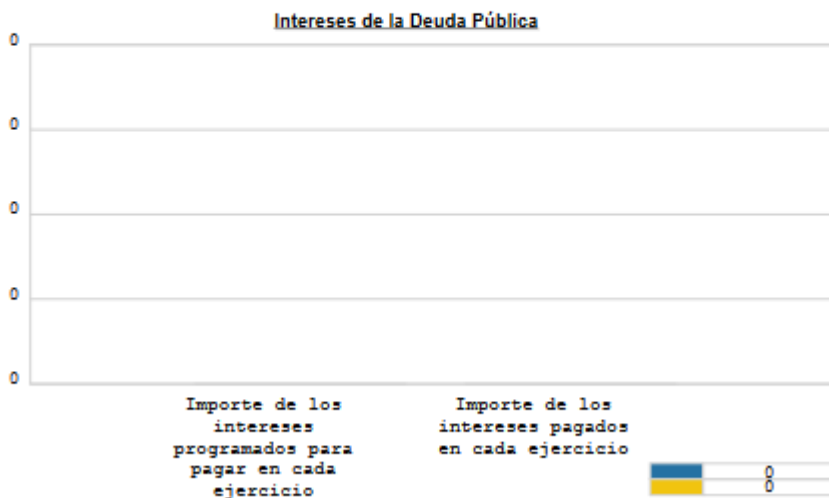 Intereses de la Deuda Pública
0
0
0
0
0
Importe de los
intereses
programados para
pagar en cada
ejercicio
Importe de los
intereses pagados
en cada ejercicio
0
0